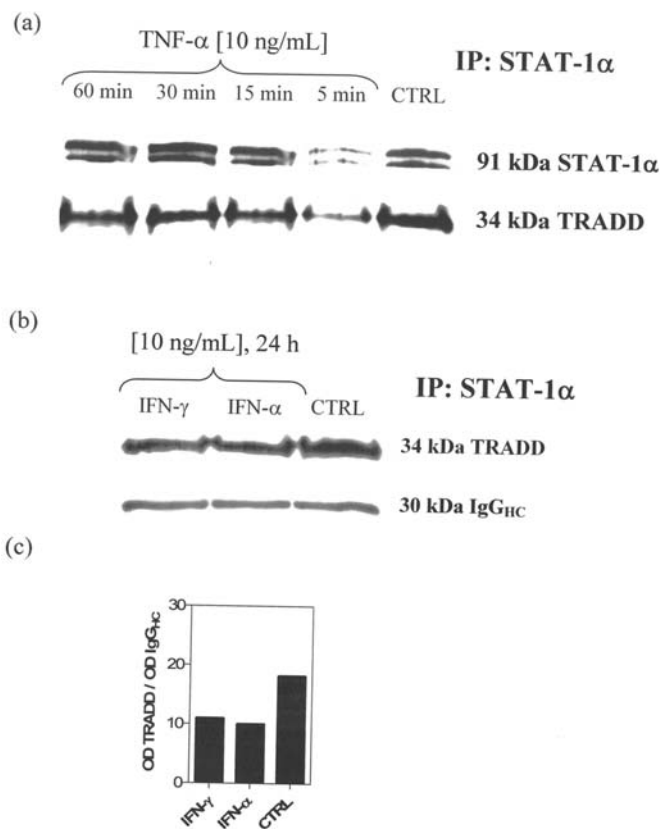 (a)
TNF-α [10 ng/mL]
IP: STAT-1α
60 min 30 min 15 min 5 min CTRL
91 kDa STAT-1α
34 kDa TRADD
(b)
[10 ng/mL], 24 h
IP: STAT-1α
IFN-γ IFN-α CTRL
34 kDa TRADD
30 kDa IgGHC
(c)
OD TRADD / OD IgGHC
30
20
10
0
IFN-γ IFN-α CTRL